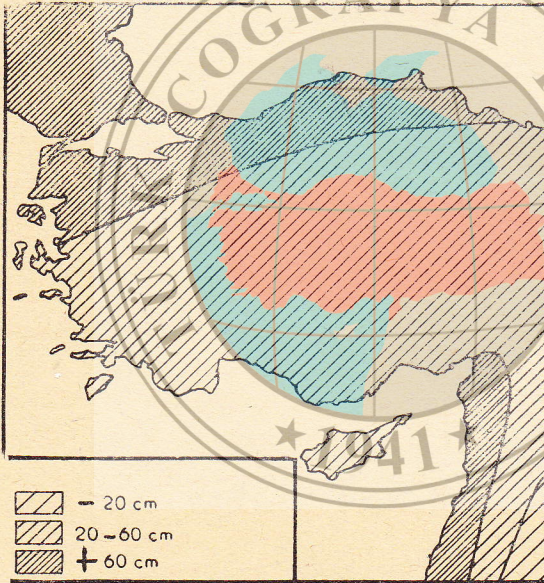 TÜRK COĞRAFYA
★ 1941 ★
- 20 cm
20-60 cm
+ 60 cm